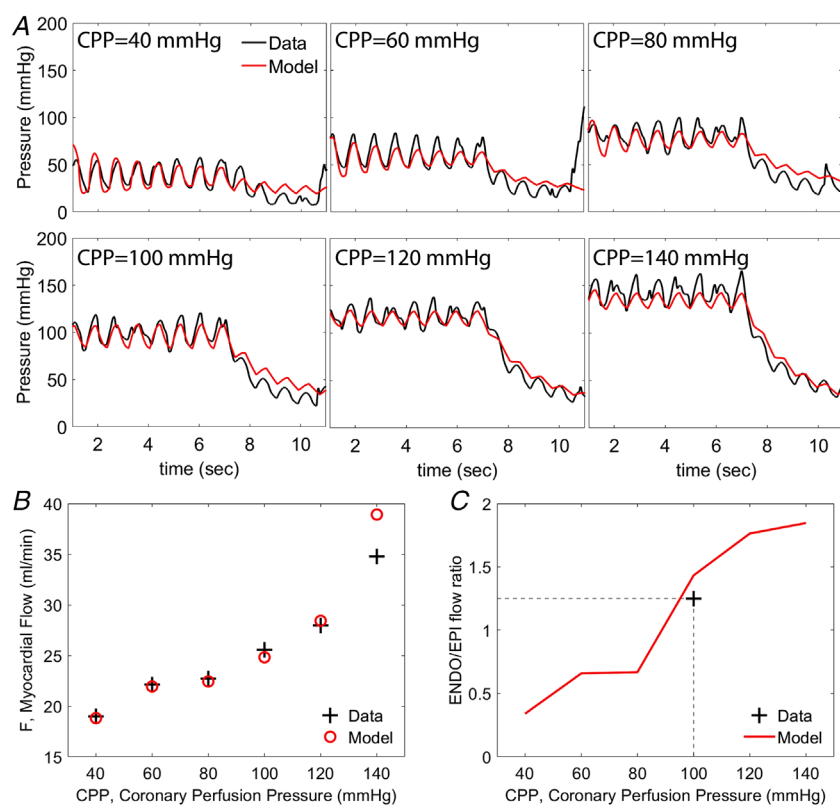 A
CPP=40 mmHg
Data
Model
CPP=60 mmHg
CPP=80 mmHg
Pressure (mmHg)
200
150
100
50
0
CPP=100 mmHg
CPP=120 mmHg
CPP=140 mmHg
Pressure (mmHg)
200
150
100
50
0
2 4 6 8 10
2 4 6 8 10
2 4 6 8 10
time (sec)
time (sec)
time (sec)
B
F, Myocardial Flow (ml/min)
40
35
30
25
20
15
Data
Model
40 60 80 100 120 140
CPP, Coronary Perfusion Pressure (mmHg)
C
ENDO/EPI flow ratio
2
1.5
1
0.5
0
Data
Model
40 60 80 100 120 140
CPP, Coronary Perfusion Pressure (mmHg)